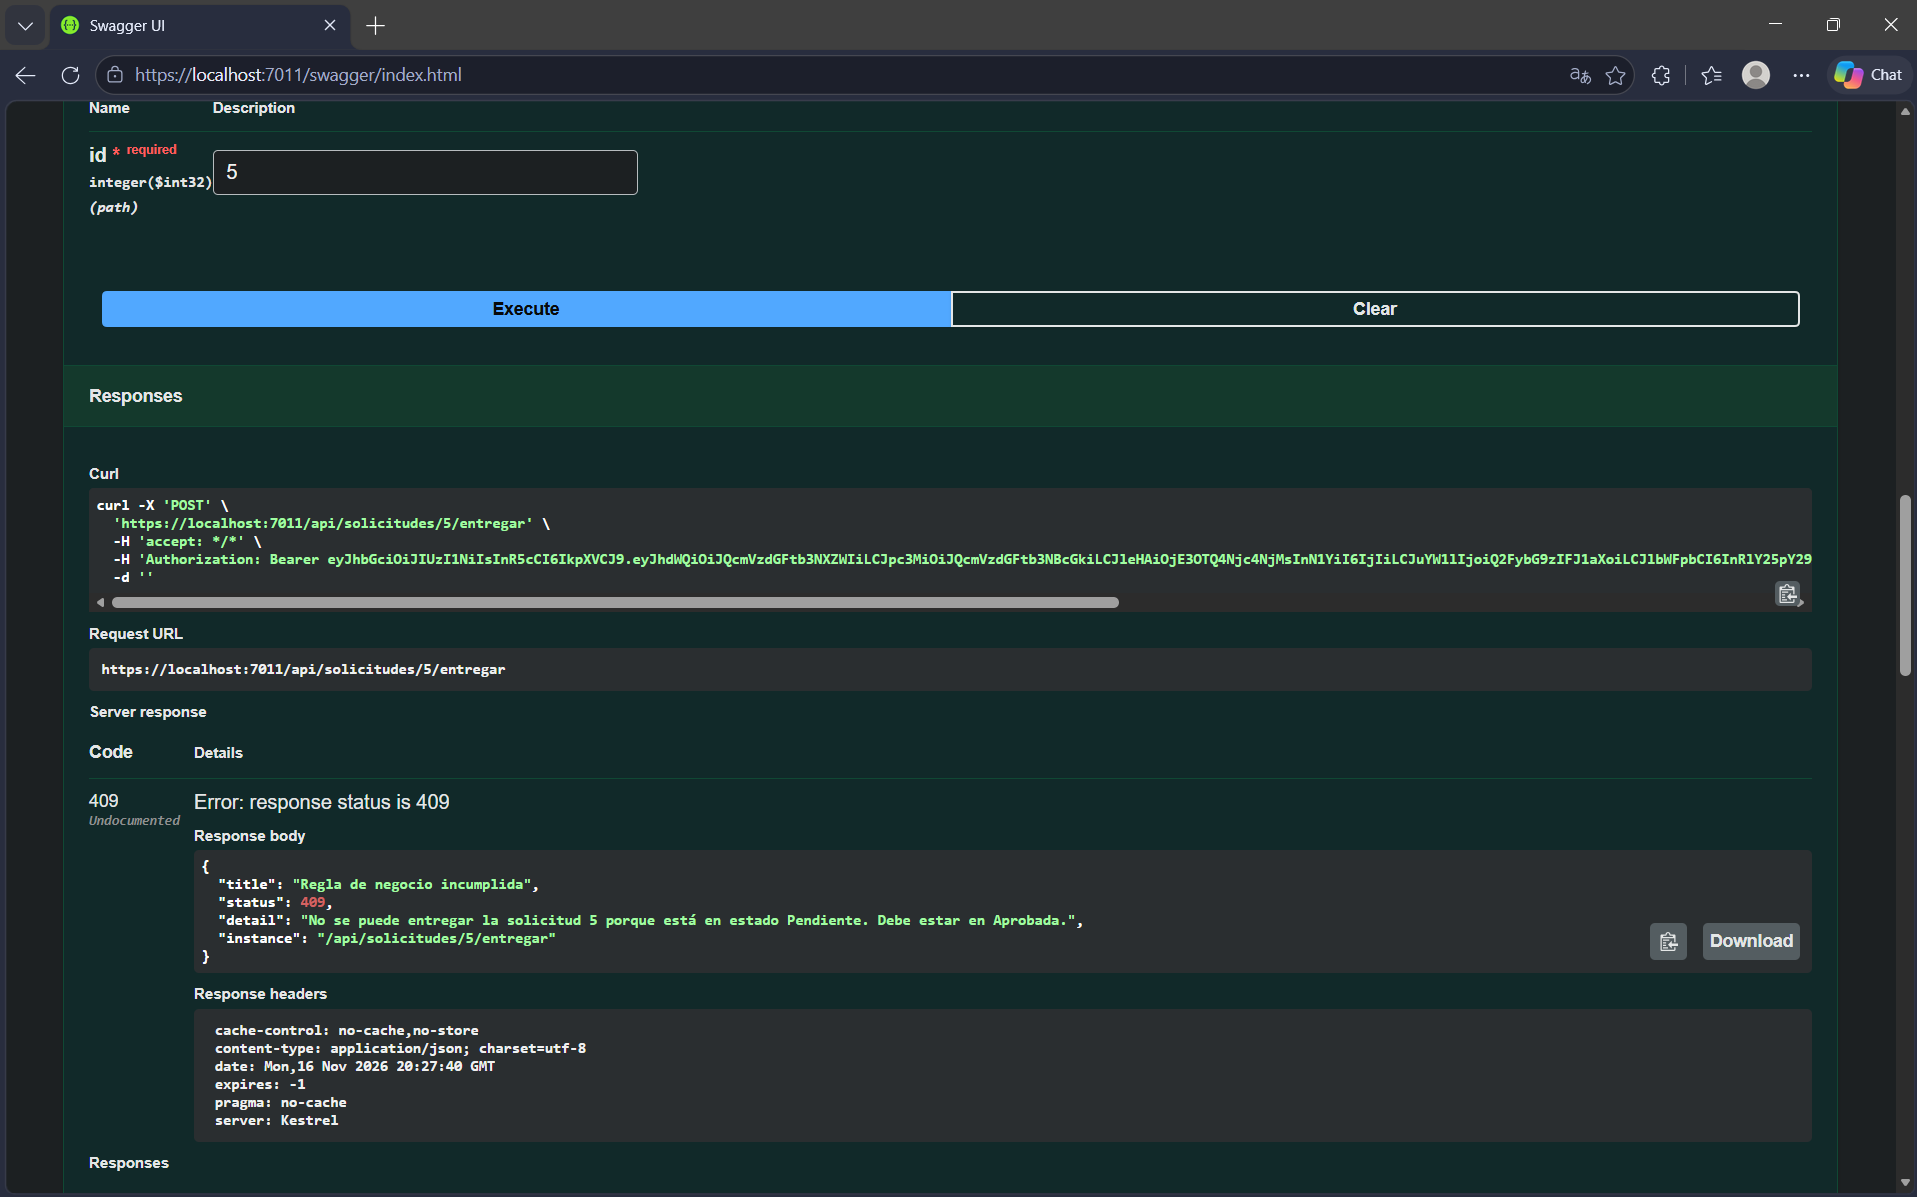 Swagger UI
https://localhost:7011/swagger/index.html
Chat
Name Description
id * required
integer($int32)
(path)
5
Execute Clear
Responses
Curl
curl -X 'POST' \
'https://localhost:7011/api/solicitudes/5/entregar' \
-H 'accept: */*' \
-H 'Authorization: Bearer eyJhbGciOiJIUzI1NiIsInR5cCI6IkpXVCJ9.eyJhdWQiOiJQcmVzdGFtb3NXZWIiLCJpc3MiOiJQcmVzdGFtb3NBcGkiLCJleHAiOjE3OTQ4Njc4NjMsInN1YiI6IjIiLCJuYW1lIjoiQ2FybG9zIFJ1aXoiLCJlbWFpbCI6InRlY25pY29
-d ''
Request URL
https://localhost:7011/api/solicitudes/5/entregar
Server response
Code Details
409 Error: response status is 409
Undocumented
Response body
{
"title": "Regla de negocio incumplida",
"status": 409,
"detail": "No se puede entregar la solicitud 5 porque está en estado Pendiente. Debe estar en Aprobada.",
"instance": "/api/solicitudes/5/entregar"
}
Download
Response headers
cache-control: no-cache,no-store
content-type: application/json; charset=utf-8
date: Mon,16 Nov 2026 20:27:40 GMT
expires: -1
pragma: no-cache
server: Kestrel
Responses